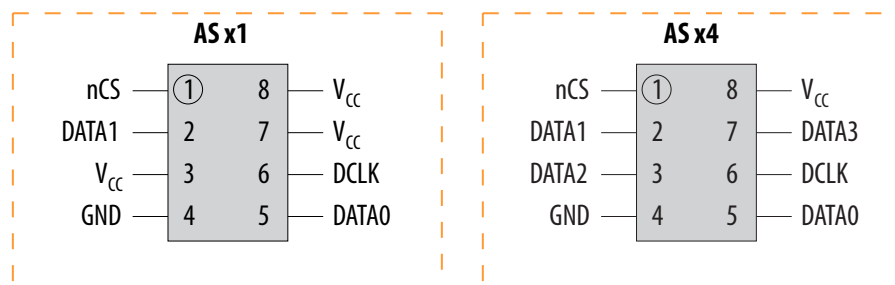 AS x1
nCS 1 8 VCC
DATA1 2 7 VCC
VCC 3 6 DCLK
GND 4 5 DATA0
AS x4
nCS 1 8 VCC
DATA1 2 7 DATA3
DATA2 3 6 DCLK
GND 4 5 DATA0